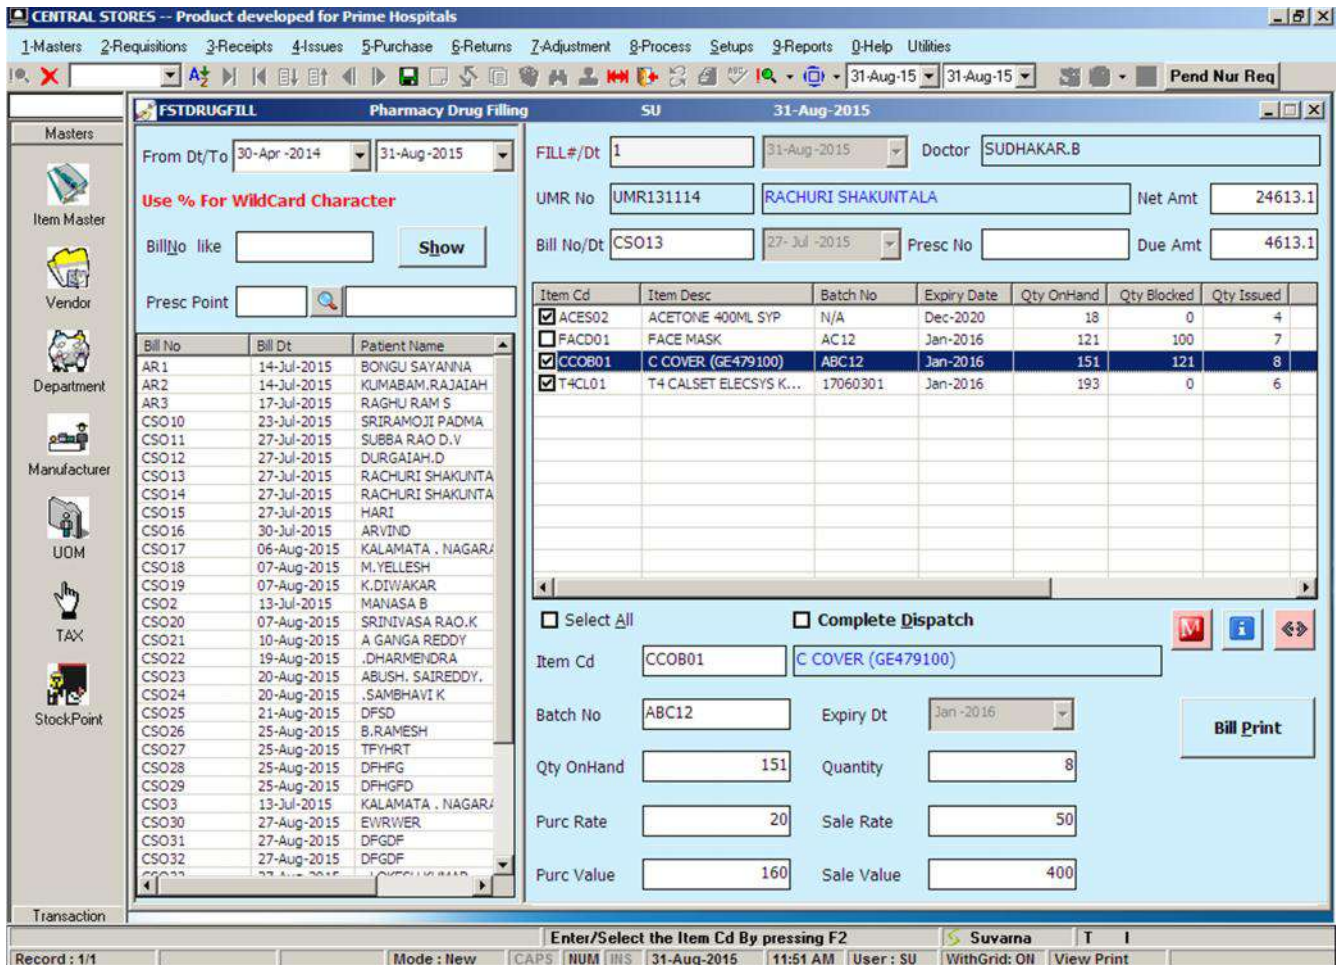 CENTRAL STORES -- Product developed for Prime Hospitals
1-Masters 2-Requisitions 3-Receipts 4-Issues 5-Purchase 6-Returns 7-Adjustment 8-Process Setups 9-Reports 0-Help Utilities
31-Aug-15 31-Aug-15 Pend Nur Req
Masters
Item Master
Vendor
Department
Manufacturer
UOM
TAX
StockPoint
Transaction
FSTDRUGFILL Pharmacy Drug Filling SU 31-Aug-2015
From Dt/To 30-Apr -2014 31-Aug-2015
Use % For WildCard Character
BillNo like Show
Presc Point
Bill No Bill Dt Patient Name
AR1 14-Jul-2015 BONGU SAYANNA
AR2 14-Jul-2015 KUMABAM.RAJAIAH
AR3 17-Jul-2015 RAGHU RAM S
CSO10 23-Jul-2015 SRIRAMOJI PADMA
CSO11 27-Jul-2015 SUBBA RAO D.V
CSO12 27-Jul-2015 DURGAIAH.D
CSO13 27-Jul-2015 RACHURI SHAKUNTA
CSO14 27-Jul-2015 RACHURI SHAKUNTA
CSO15 27-Jul-2015 HARI
CSO16 30-Jul-2015 ARVIND
CSO17 06-Aug-2015 KALAMATA . NAGARA
CSO18 07-Aug-2015 M.YELLESH
CSO19 07-Aug-2015 K.DIWAKAR
CSO2 13-Jul-2015 MANASA B
CSO20 07-Aug-2015 SRINIVASA RAO.K
CSO21 10-Aug-2015 A GANGA REDDY
CSO22 19-Aug-2015 .DHARMENDRA
CSO23 20-Aug-2015 ABUSH. SAIREDDY.
CSO24 20-Aug-2015 .SAMBHAVI K
CSO25 21-Aug-2015 DFSD
CSO26 25-Aug-2015 B.RAMESH
CSO27 25-Aug-2015 TFYHRT
CSO28 25-Aug-2015 DFHFG
CSO29 25-Aug-2015 DFHGFD
CSO3 13-Jul-2015 KALAMATA . NAGARA
CSO30 27-Aug-2015 EWRWER
CSO31 27-Aug-2015 DFGDF
CSO32 27-Aug-2015 DFGDF
FILL#/Dt 1 31-Aug-2015 Doctor SUDHAKAR.B
UMR No UMR131114 RACHURI SHAKUNTALA Net Amt 24613.1
Bill No/Dt CSO13 27- Jul -2015 Presc No Due Amt 4613.1
Item Cd Item Desc Batch No Expiry Date Qty OnHand Qty Blocked Qty Issued
ACES02 ACETONE 400ML SYP N/A Dec-2020 18 0 4
FACD01 FACE MASK AC12 Jan-2016 121 100 7
CCOB01 C COVER (GE479100) ABC12 Jan-2016 151 121 8
T4CL01 T4 CALSET ELECSYS K... 17060301 Jan-2016 193 0 6
Select All Complete Dispatch
Item Cd CCOB01 C COVER (GE479100)
Batch No ABC12 Expiry Dt Jan -2016 Bill Print
Qty OnHand 151 Quantity 8
Purc Rate 20 Sale Rate 50
Purc Value 160 Sale Value 400
Enter/Select the Item Cd By pressing F2 Suvarna T I
Record : 1/1 Mode : New CAPS NUM INS 31-Aug-2015 11:51 AM User : SU WithGrid: ON View Print